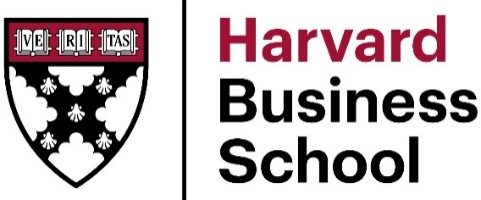 VE RI TAS
Harvard
Business
School